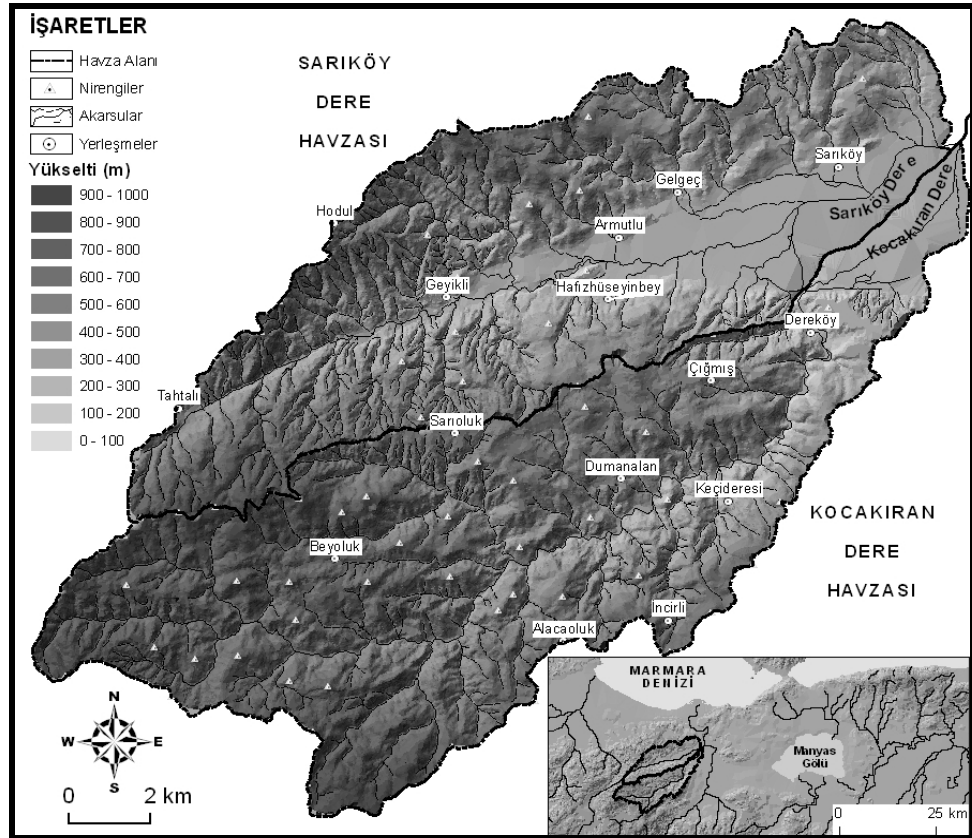 İŞARETLER
Havza Alanı
Nirengiler
Akarsular
Yerleşmeler
Yükselti (m)
900 - 1000
800 - 900
700 - 800
600 - 700
500 - 600
400 - 500
300 - 400
200 - 300
100 - 200
0 - 100
SARIKÖY
DERE
HAVZASI
Sarıköy
Gelgeç
Hodul
Armutlu
Sarıköy Dere
Kocakıran Dere
Geyikli
Hafızhüseyinbey
Dereköy
Çığmış
Tahtalı
Sarıoluk
Dumanalan
Keçideresi
KOCAKIRAN
DERE
HAVZASI
Beyoluk
İncirli
Alacaoluk
N
W
E
S
0
2 km
MARMARA
DENİZİ
Manyas
Gölü
0
25 km